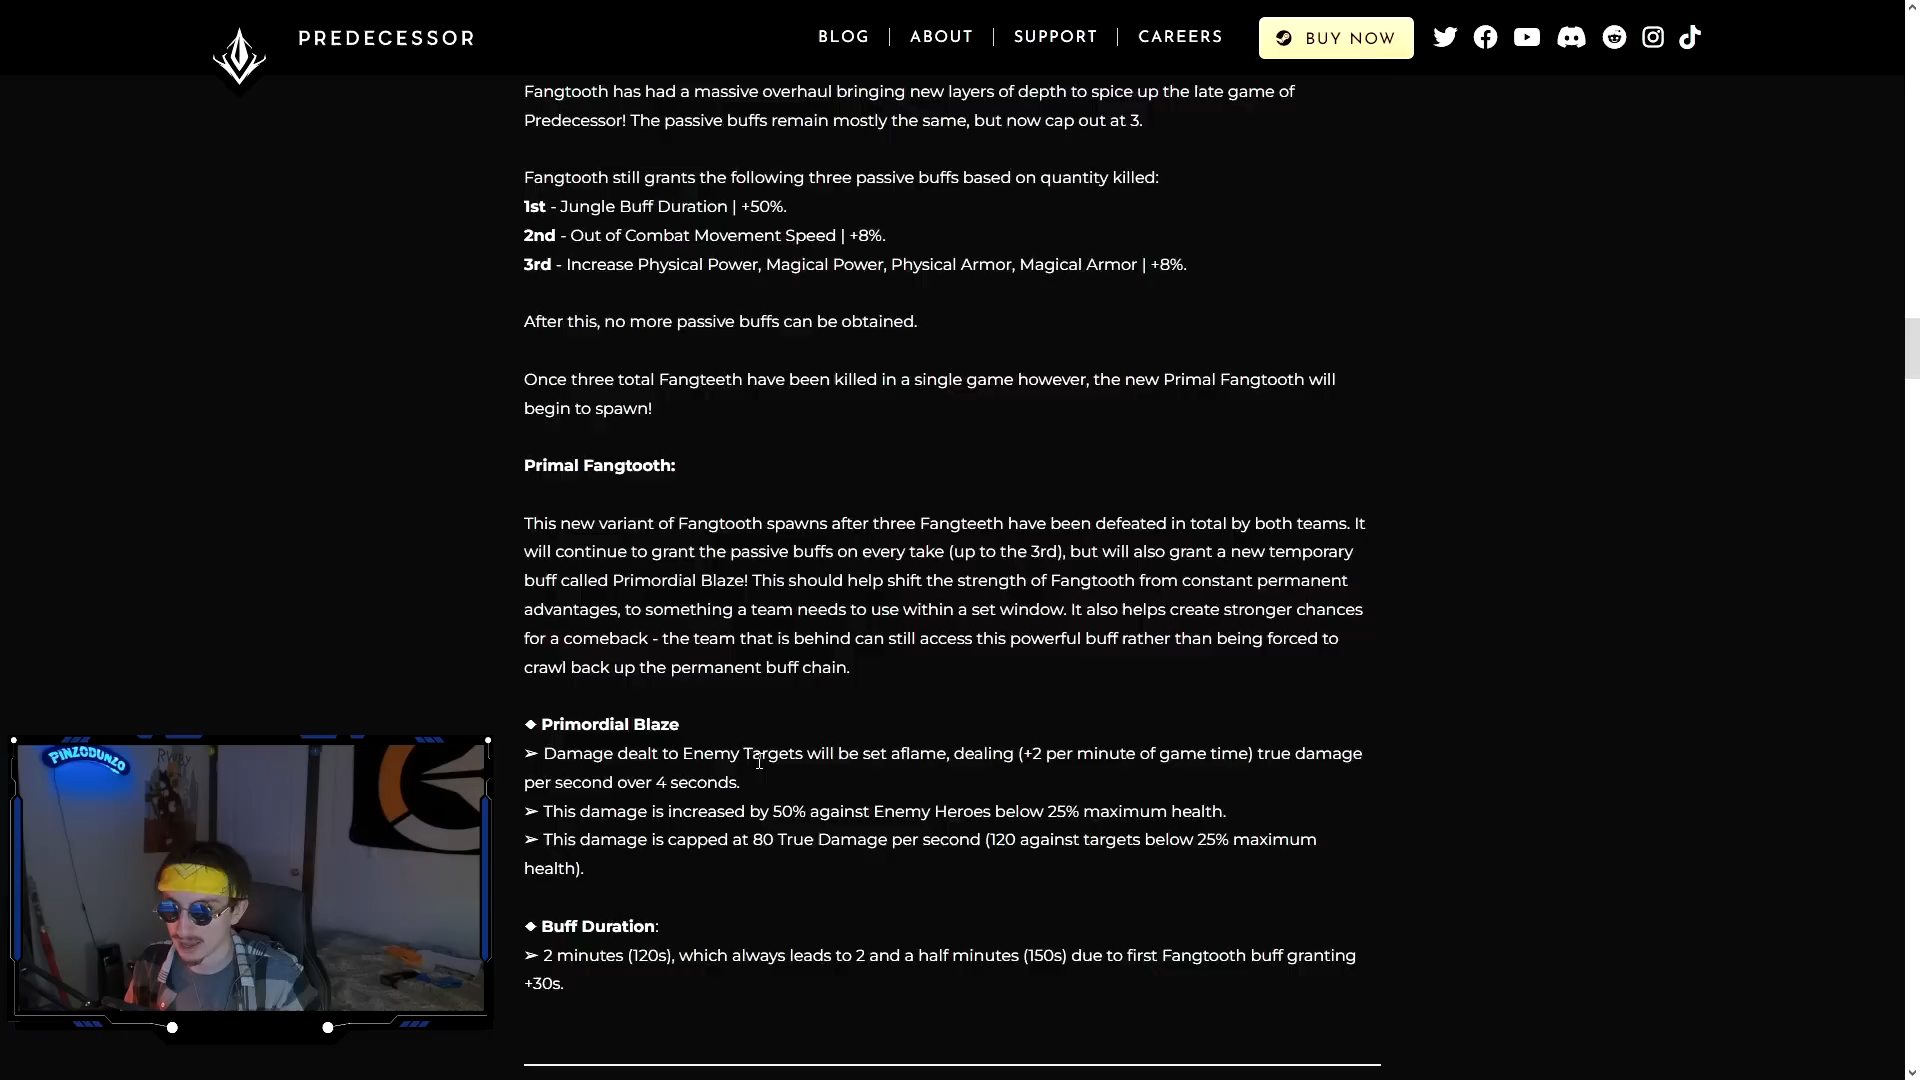 PREDECESSOR
BLOG
ABOUT
SUPPORT
CAREERS
BUY NOW
Fangtooth has had a massive overhaul bringing new layers of depth to spice up the late game of
Predecessor! The passive buffs remain mostly the same, but now cap out at 3.
Fangtooth still grants the following three passive buffs based on quantity killed:
1st - Jungle Buff Duration | +50%.
2nd - Out of Combat Movement Speed | +8%.
3rd - Increase Physical Power, Magical Power, Physical Armor, Magical Armor | +8%.
After this, no more passive buffs can be obtained.
Once three total Fangteeth have been killed in a single game however, the new Primal Fangtooth will
begin to spawn!
Primal Fangtooth:
This new variant of Fangtooth spawns after three Fangteeth have been defeated in total by both teams. It
will continue to grant the passive buffs on every take (up to the 3rd), but will also grant a new temporary
buff called Primordial Blaze! This should help shift the strength of Fangtooth from constant permanent
advantages, to something a team needs to use within a set window. It also helps create stronger chances
for a comeback - the team that is behind can still access this powerful buff rather than being forced to
crawl back up the permanent buff chain.
◆ Primordial Blaze
➢ Damage dealt to Enemy Targets will be set aflame, dealing (+2 per minute of game time) true damage
per second over 4 seconds.
➢ This damage is increased by 50% against Enemy Heroes below 25% maximum health.
➢ This damage is capped at 80 True Damage per second (120 against targets below 25% maximum
health).
◆ Buff Duration:
➢ 2 minutes (120s), which always leads to 2 and a half minutes (150s) due to first Fangtooth buff granting
+30s.
PINZODUNZO